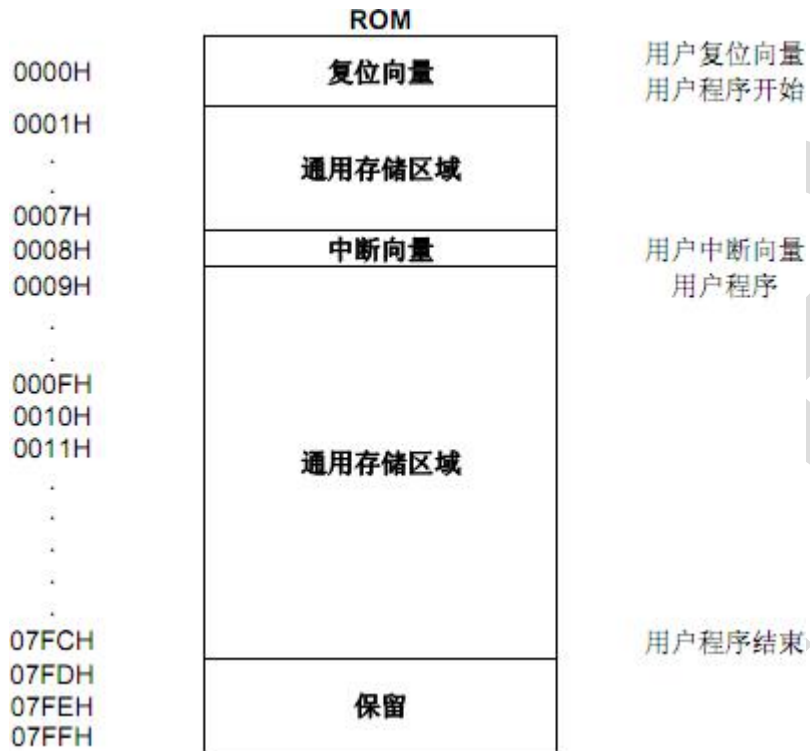 ROM
0000H 复位向量 用户复位向量
用户程序开始
0001H
.
通用存储区域
.
0007H
0008H 中断向量 用户中断向量
0009H 用户程序
.
.
000FH
0010H
0011H 通用存储区域
.
.
.
.
.
07FCH 用户程序结束
07FDH
07FEH 保留
07FFH